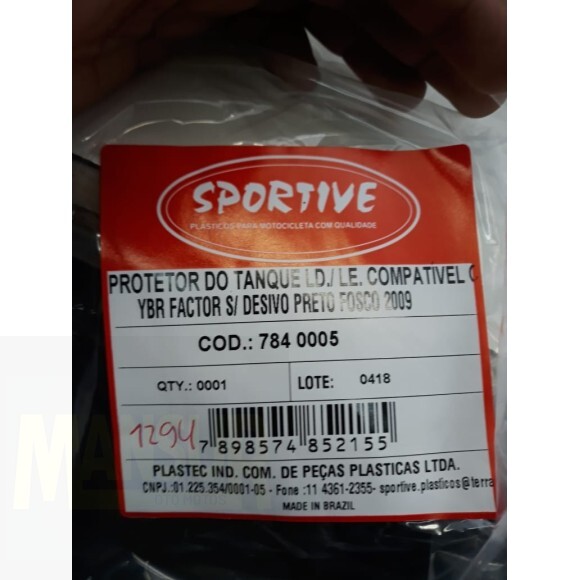 SPORTIVE
PLASTICOS PARA MOTOCICLETA COM QUALIDADE
PROTETOR DO TANQUE LD./ LE. COMPATIVEL C
YBR FACTOR S/ DESIVO PRETO FOSCO 2009
COD.: 784 0005
QTY.: 0001 LOTE: 0418
1294
7 898574 852155
PLASTEC IND. COM. DE PEÇAS PLASTICAS LTDA.
CNPJ.:01.225.354/0001-05 - Fone :11 4361-2355- sportive.plasticos@terra
MADE IN BRAZIL